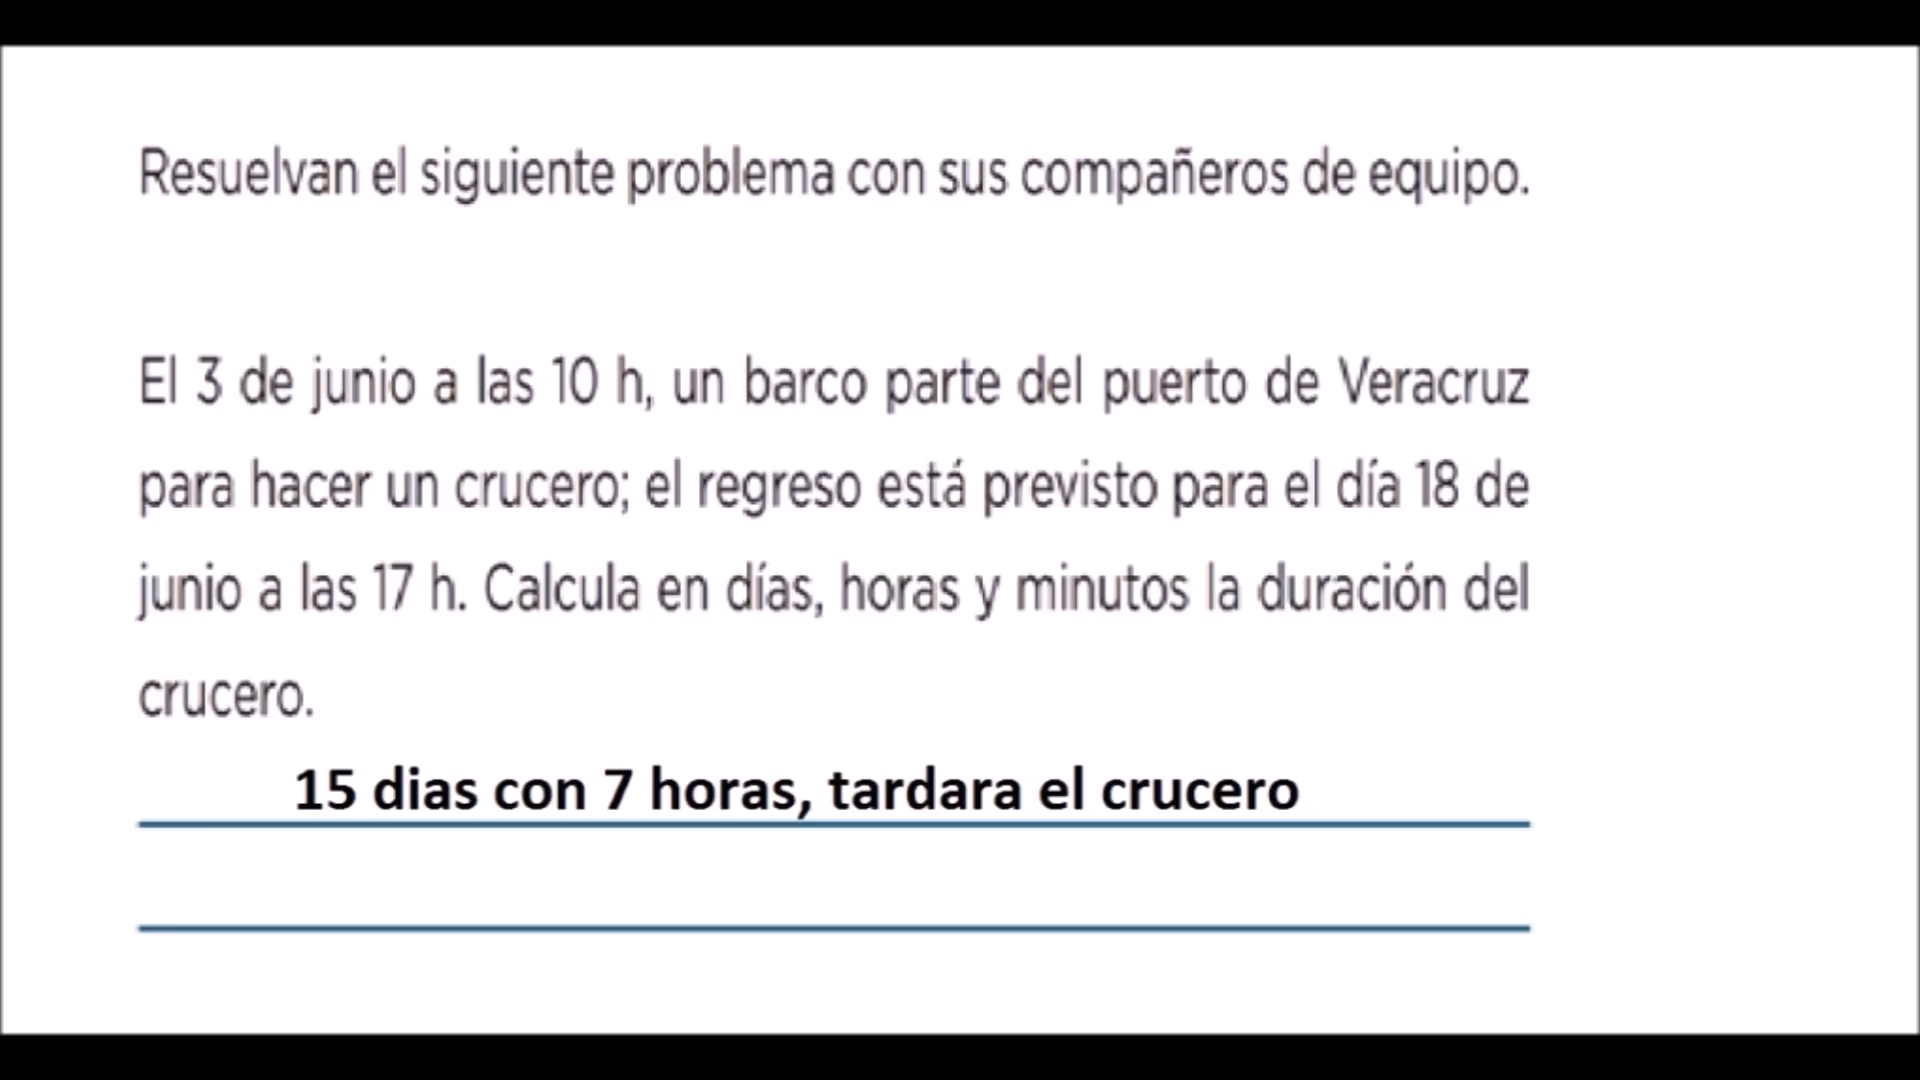 Resuelvan el siguiente problema con sus compañeros de equipo.
El 3 de junio a las 10 h, un barco parte del puerto de Veracruz
para hacer un crucero; el regreso está previsto para el día 18 de
junio a las 17 h. Calcula en días, horas y minutos la duración del
crucero.
15 dias con 7 horas, tardara el crucero